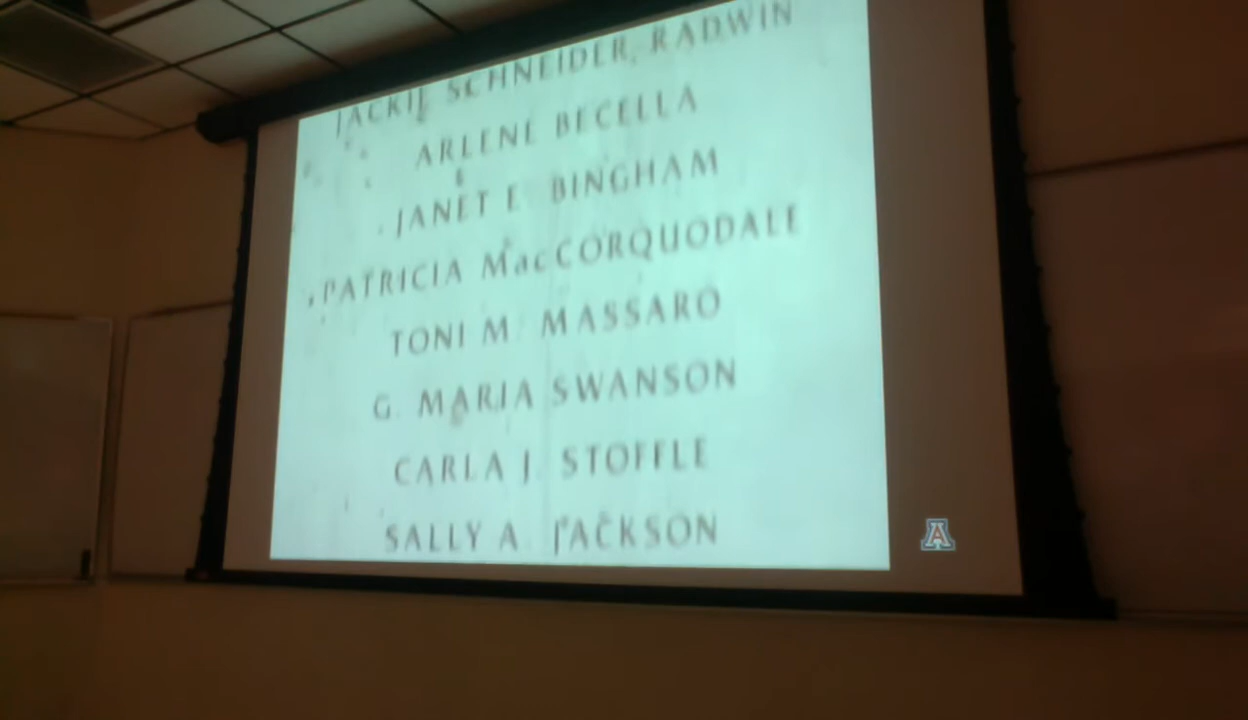 JACKIE SCHNEIDER, RADWIN
ARLENE BECELLA
JANET E BINGHAM
PATRICIA MacCORQUODALE
TONI M. MASSARO
G. MARIA SWANSON
CARLA J. STOFFLE
SALLY A. JACKSON
A